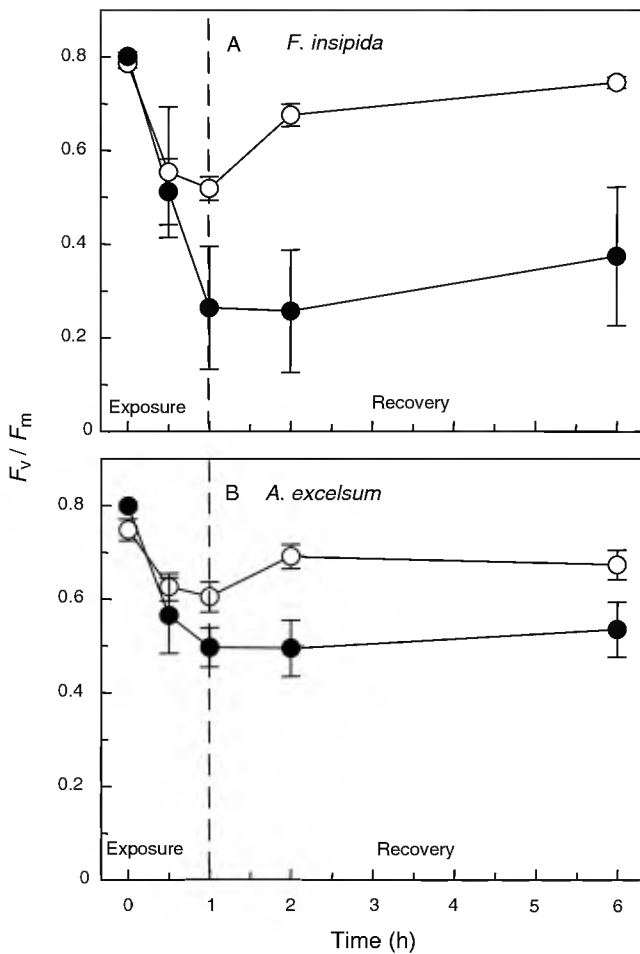 A F. insipida
0.8
0.6
0.4
0.2
0
Exposure Recovery
Fv / Fm
B A. excelsum
0.8
0.6
0.4
0.2
0
Exposure Recovery
0 1 2 3 4 5 6
Time (h)